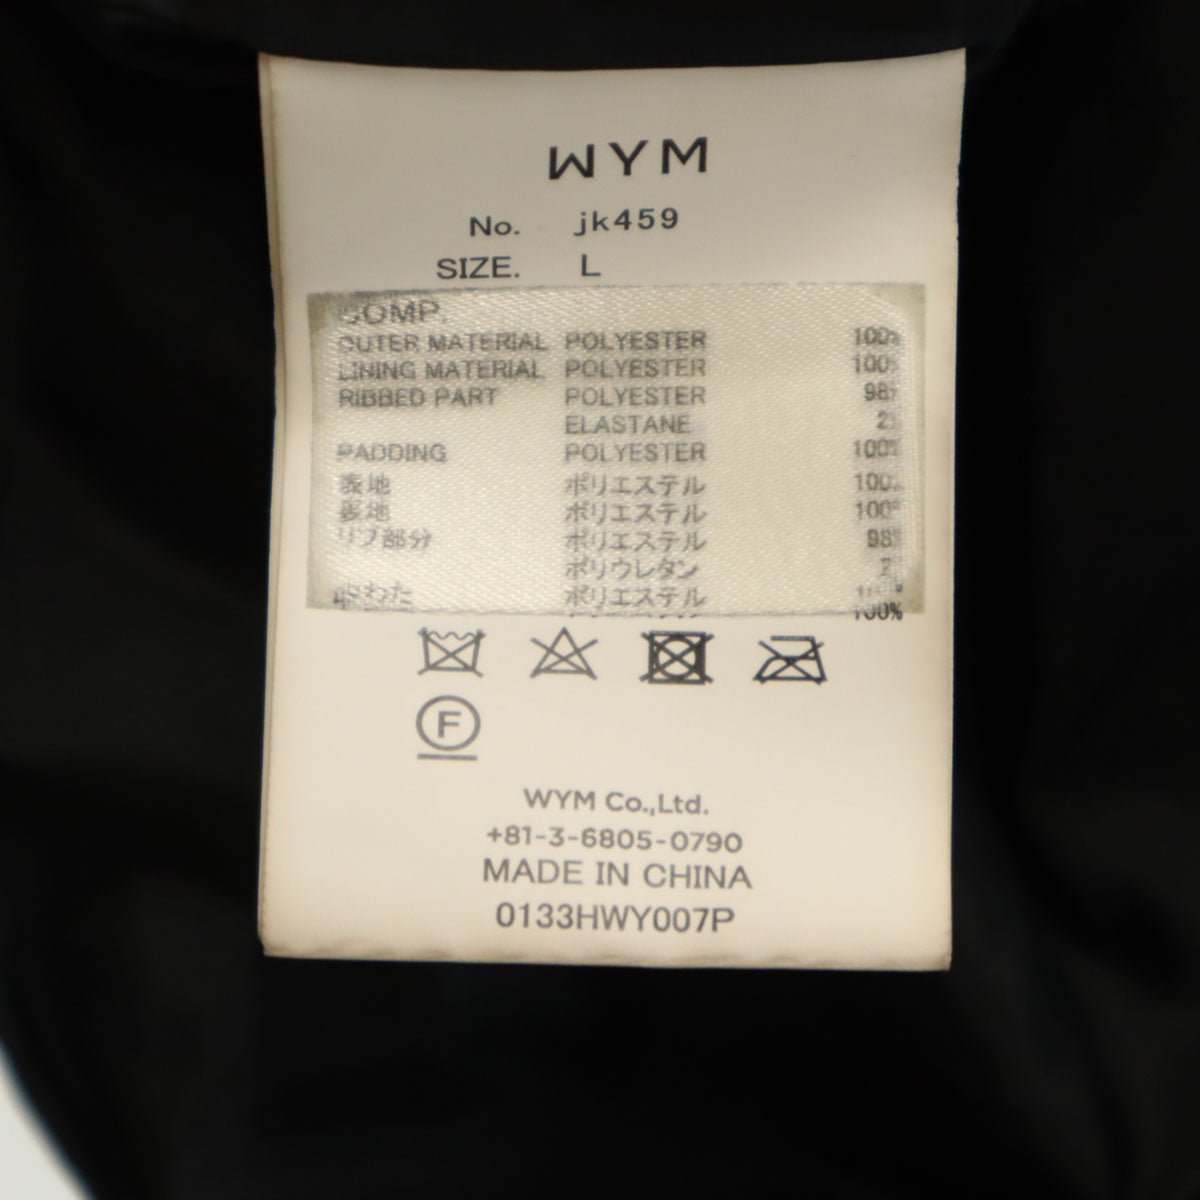 WYM
No. jk459
SIZE. L
COMP.
OUTER MATERIAL POLYESTER 100%
LINING MATERIAL POLYESTER 100%
RIBBED PART POLYESTER 98%
ELASTANE 2%
PADDING POLYESTER 100%
表地 ポリエステル 100%
裏地 ポリエステル 100%
リブ部分 ポリエステル 98%
ポリウレタン 2%
中わた ポリエステル 100%
100%
F
WYM Co.,Ltd.
+81-3-6805-0790
MADE IN CHINA
0133HWY007P